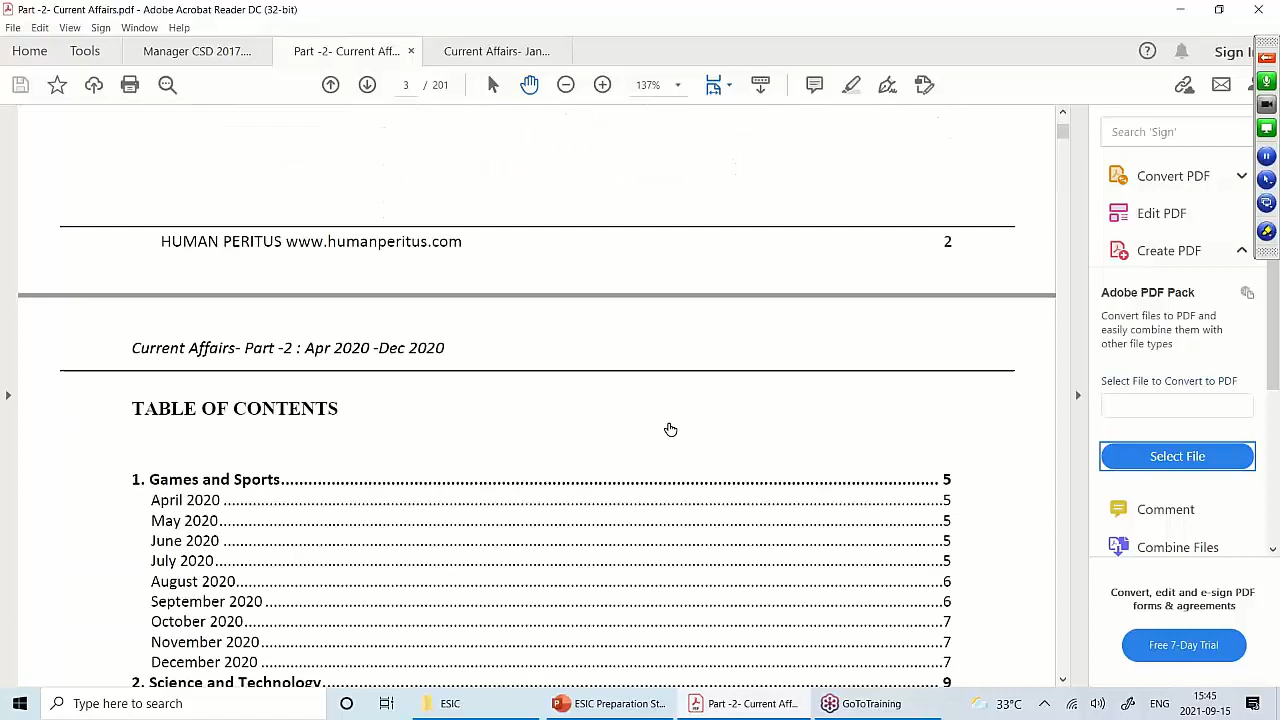 Part -2- Current Affairs.pdf - Adobe Acrobat Reader DC (32-bit)
File Edit View Sign Window Help
Home Tools Manager CSD 2017.... Part -2- Current Aff... × Current Affairs- Jan... Sign In
3 / 201 137%
Search 'Sign'
Convert PDF
Edit PDF
Create PDF
Adobe PDF Pack
Convert files to PDF and
easily combine them with
other file types
Select File to Convert to PDF
Select File
Comment
Combine Files
Convert, edit and e-sign PDF
forms & agreements
Free 7-Day Trial
HUMAN PERITUS www.humanperitus.com 2
Current Affairs- Part -2 : Apr 2020 -Dec 2020
TABLE OF CONTENTS
1. Games and Sports 5
April 2020 5
May 2020 5
June 2020 5
July 2020 5
August 2020 6
September 2020 6
October 2020 7
November 2020 7
December 2020 7
2. Science and Technology 9
Type here to search
ESIC
ESIC Preparation St...
Part -2- Current Aff...
GoToTraining
33°C
ENG
15:45
2021-09-15